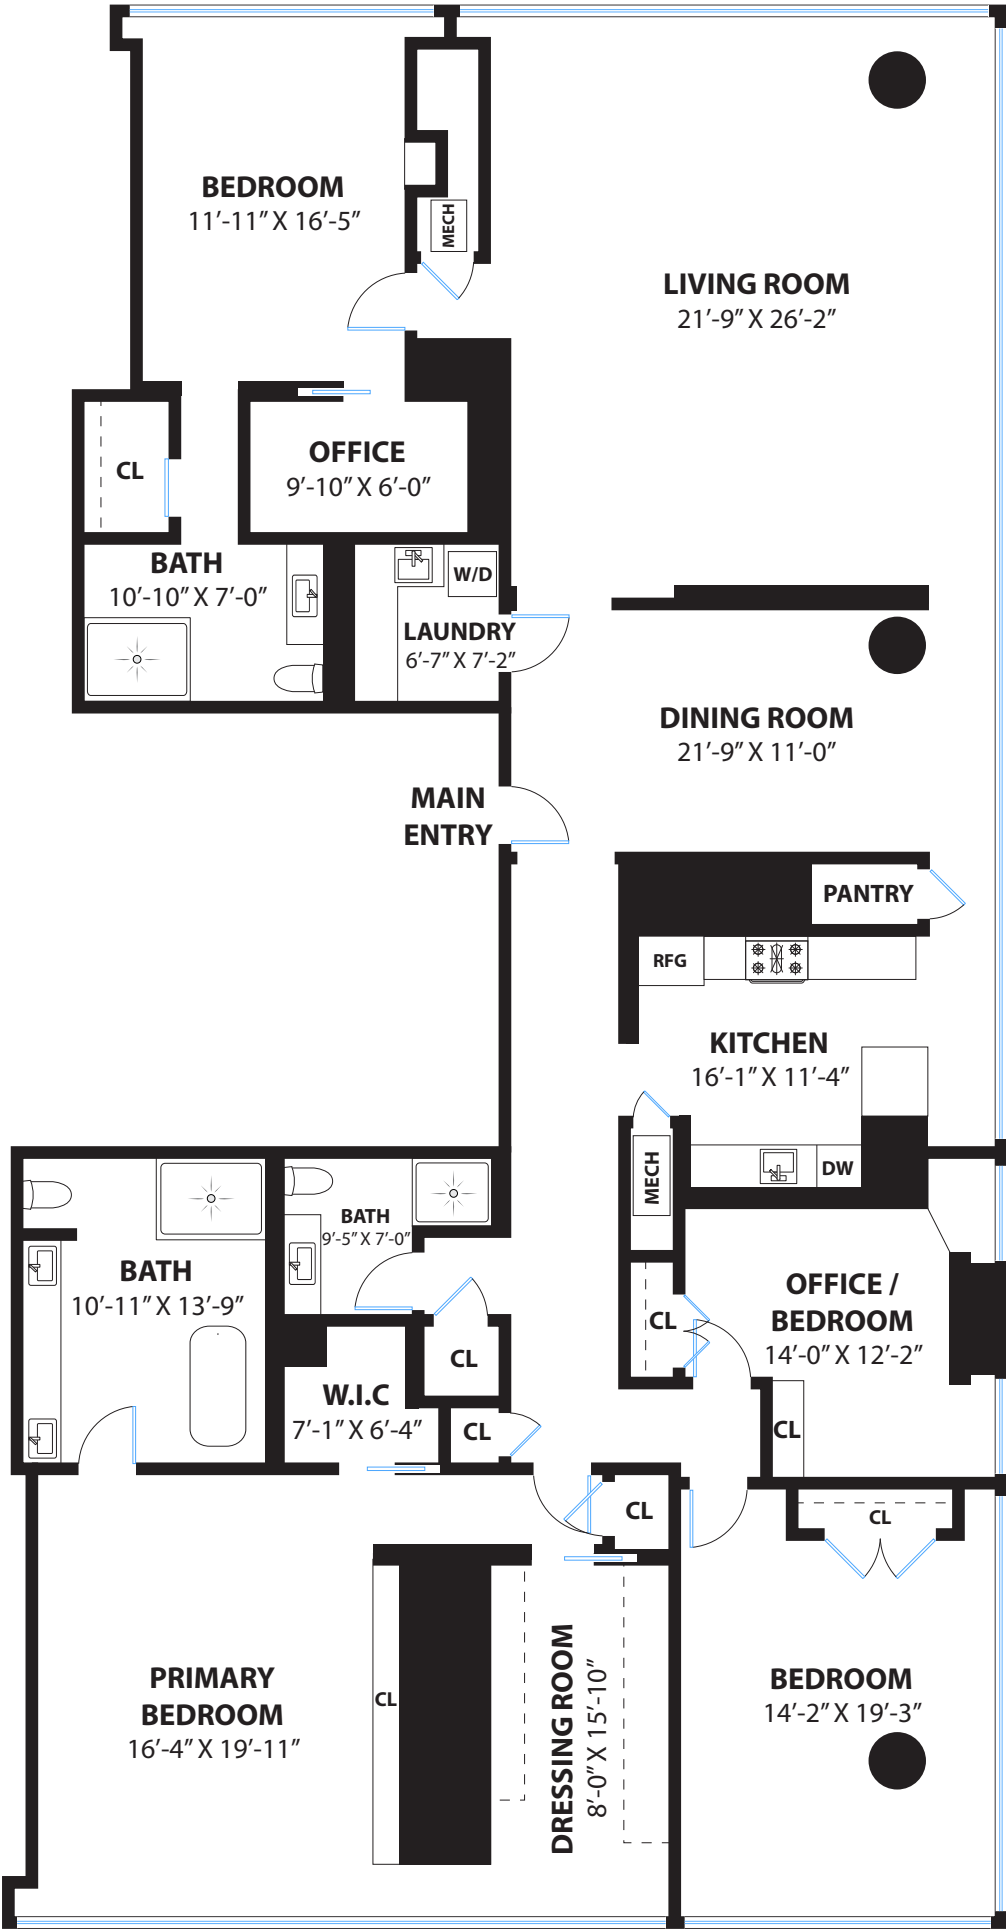 BEDROOM
11′-11″ X 16′-5″
MECH
LIVING ROOM
21′-9″ X 26′-2″
CL
OFFICE
9′-10″ X 6′-0″
BATH
10′-10″ X 7′-0″
W/D
LAUNDRY
6′-7″ X 7′-2″
DINING ROOM
21′-9″ X 11′-0″
MAIN
ENTRY
PANTRY
RFG
KITCHEN
16′-1″ X 11′-4″
MECH
DW
BATH
9′-5″ X 7′-0″
BATH
10′-11″ X 13′-9″
OFFICE /
BEDROOM
14′-0″ X 12′-2″
CL
CL
W.I.C
7′-1″ X 6′-4″
CL
CL
CL
CL
PRIMARY
BEDROOM
16′-4″ X 19′-11″
CL
DRESSING ROOM
8′-0″ X 15′-10″
BEDROOM
14′-2″ X 19′-3″